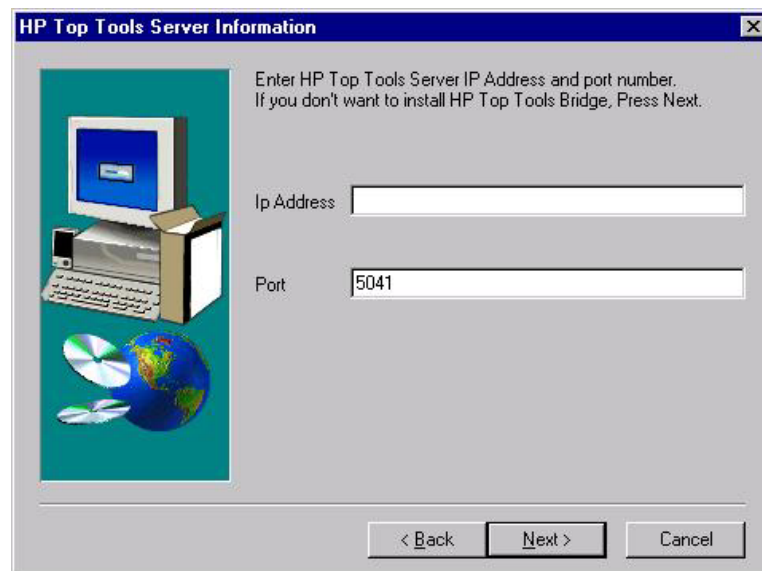 HP Top Tools Server Information
Enter HP Top Tools Server IP Address and port number.
If you don't want to install HP Top Tools Bridge, Press Next.
Ip Address
Port 5041
< Back Next > Cancel